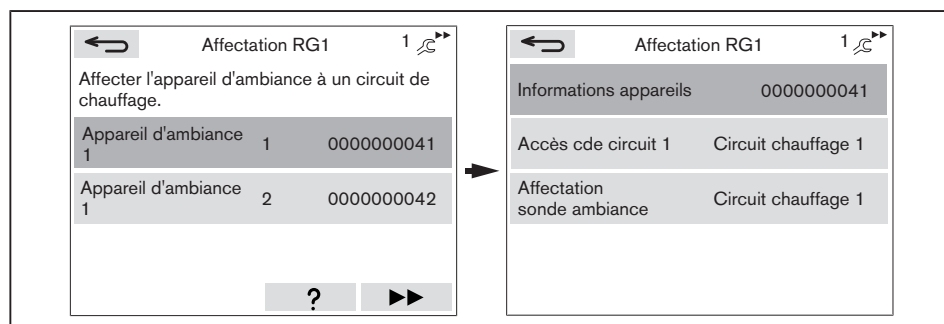 Affectation RG1 1
Affecter l'appareil d'ambiance à un circuit de
chauffage.
Appareil d'ambiance
1 1 0000000041
Appareil d'ambiance
1 2 0000000042
?
Affectation RG1 1
Informations appareils 0000000041
Accès cde circuit 1 Circuit chauffage 1
Affectation
sonde ambiance Circuit chauffage 1